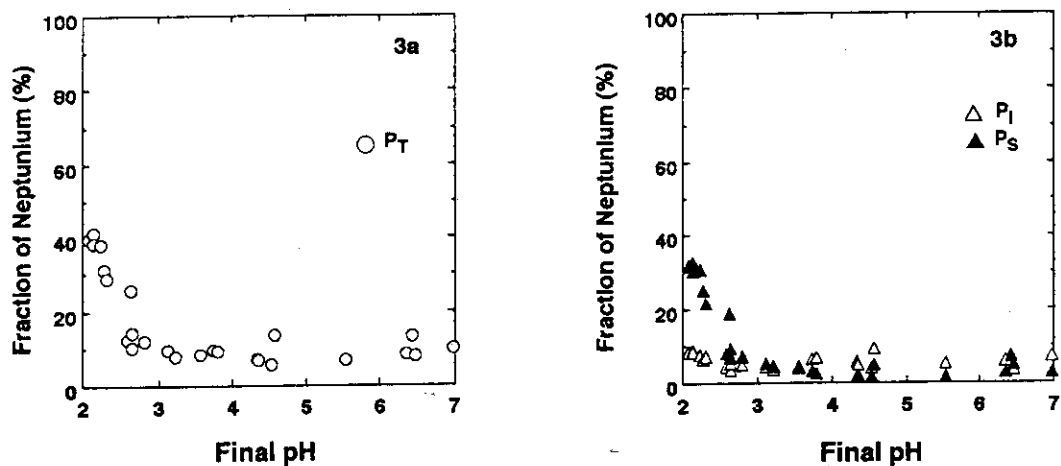 3a
Fraction of Neptunium (%)
100
80
60
40
20
0
P_T
2 3 4 5 6 7
Final pH
3b
Fraction of Neptunium (%)
100
80
60
40
20
0
P_I
P_S
2 3 4 5 6 7
Final pH